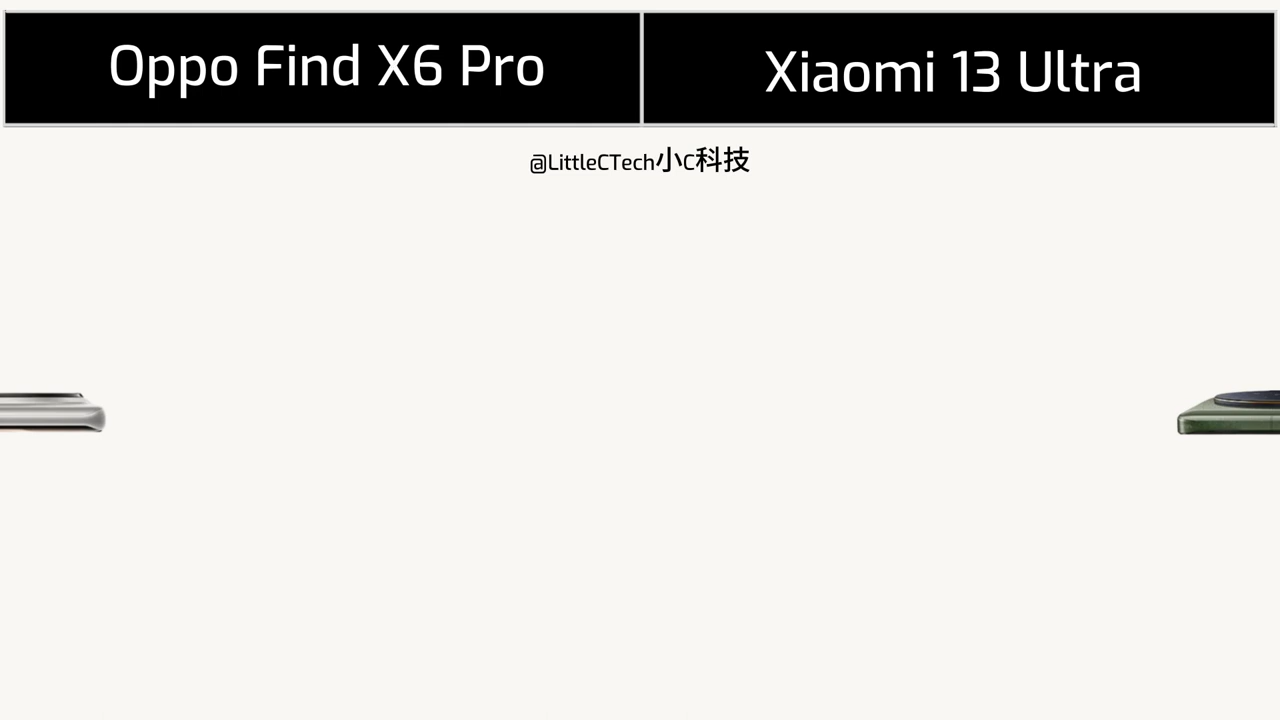 Oppo Find X6 Pro
Xiaomi 13 Ultra
@LittleCTech小C科技